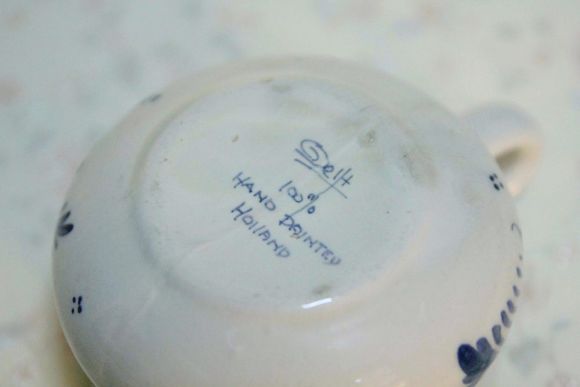 Delft
100%
HAND PAINTED
HOllAND